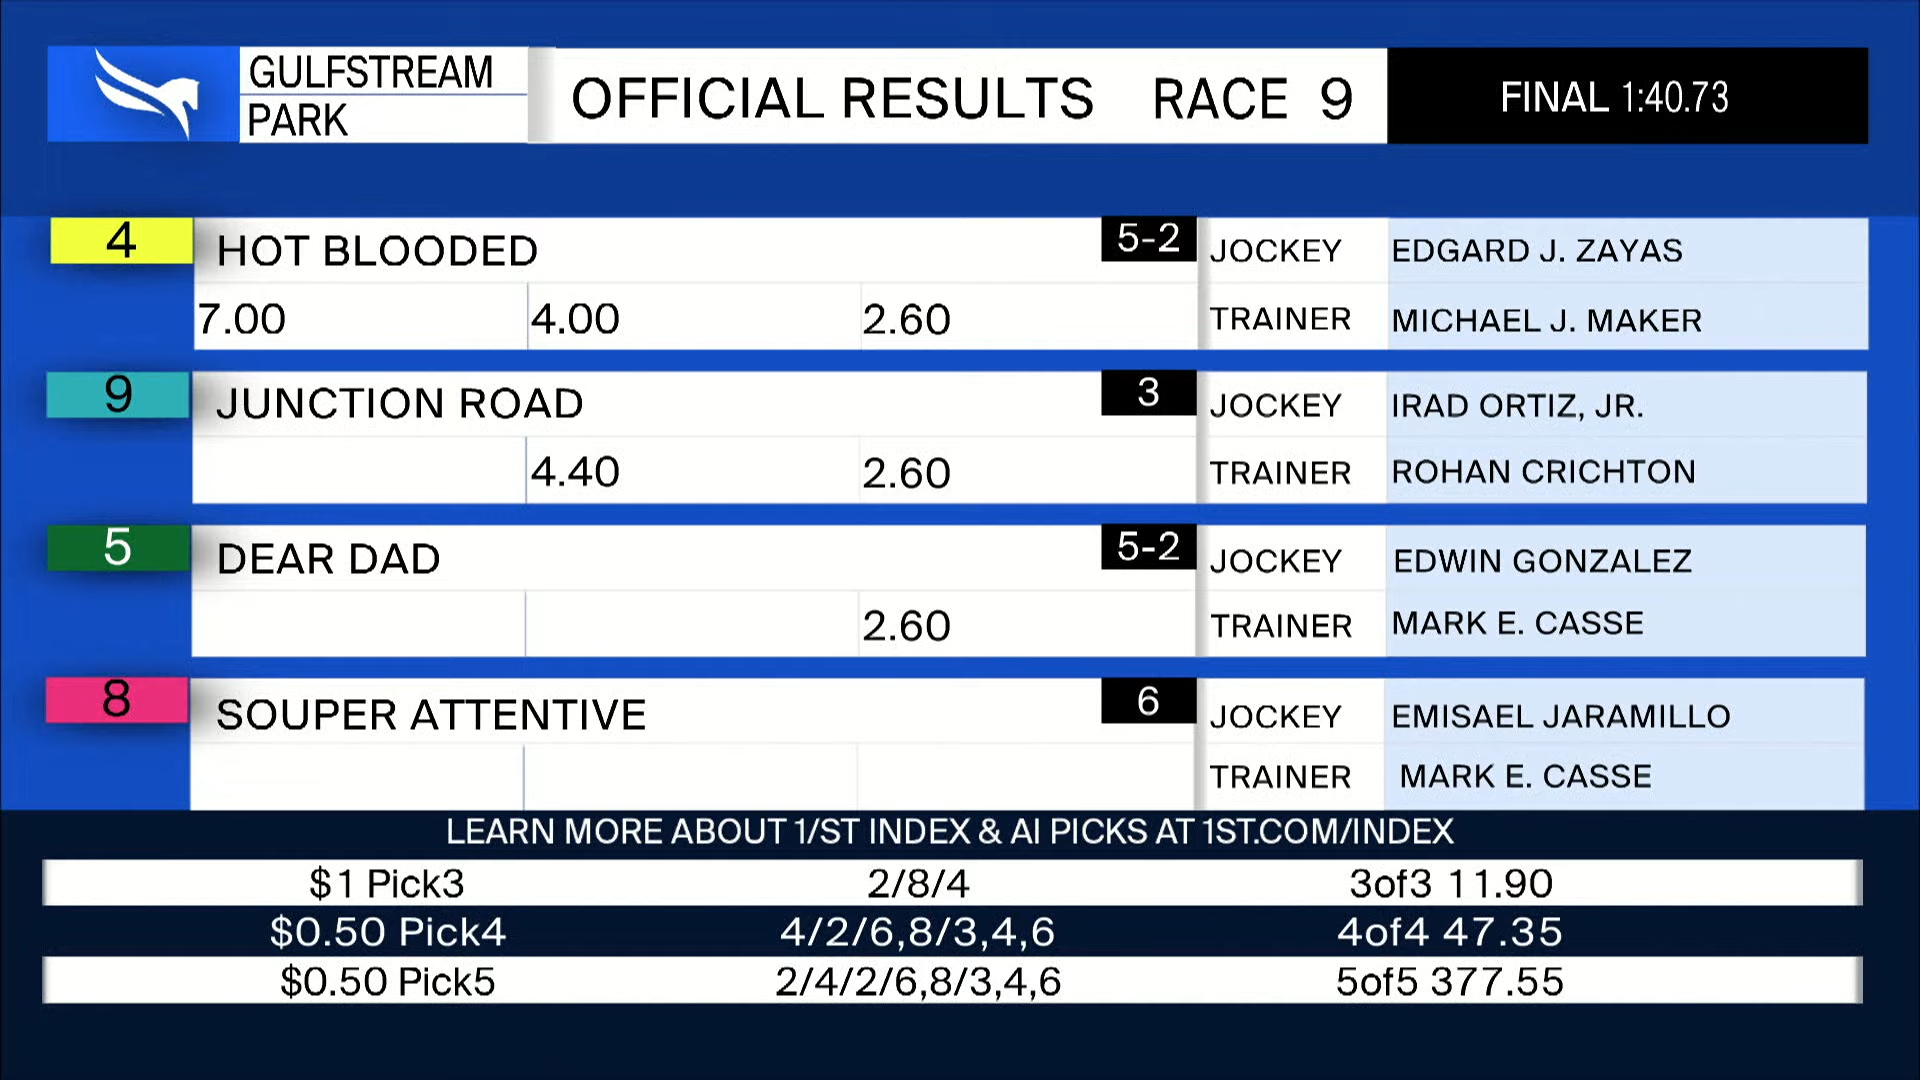 GULFSTREAM PARK
OFFICIAL RESULTS RACE 9
FINAL 1:40.73
4 HOT BLOODED 5-2 JOCKEY EDGARD J. ZAYAS
7.00 4.00 2.60 TRAINER MICHAEL J. MAKER
9 JUNCTION ROAD 3 JOCKEY IRAD ORTIZ, JR.
4.40 2.60 TRAINER ROHAN CRICHTON
5 DEAR DAD 5-2 JOCKEY EDWIN GONZALEZ
2.60 TRAINER MARK E. CASSE
8 SOUPER ATTENTIVE 6 JOCKEY EMISAEL JARAMILLO
TRAINER MARK E. CASSE
LEARN MORE ABOUT 1/ST INDEX & AI PICKS AT 1ST.COM/INDEX
$1 Pick3 2/8/4 3of3 11.90
$0.50 Pick4 4/2/6,8/3,4,6 4of4 47.35
$0.50 Pick5 2/4/2/6,8/3,4,6 5of5 377.55